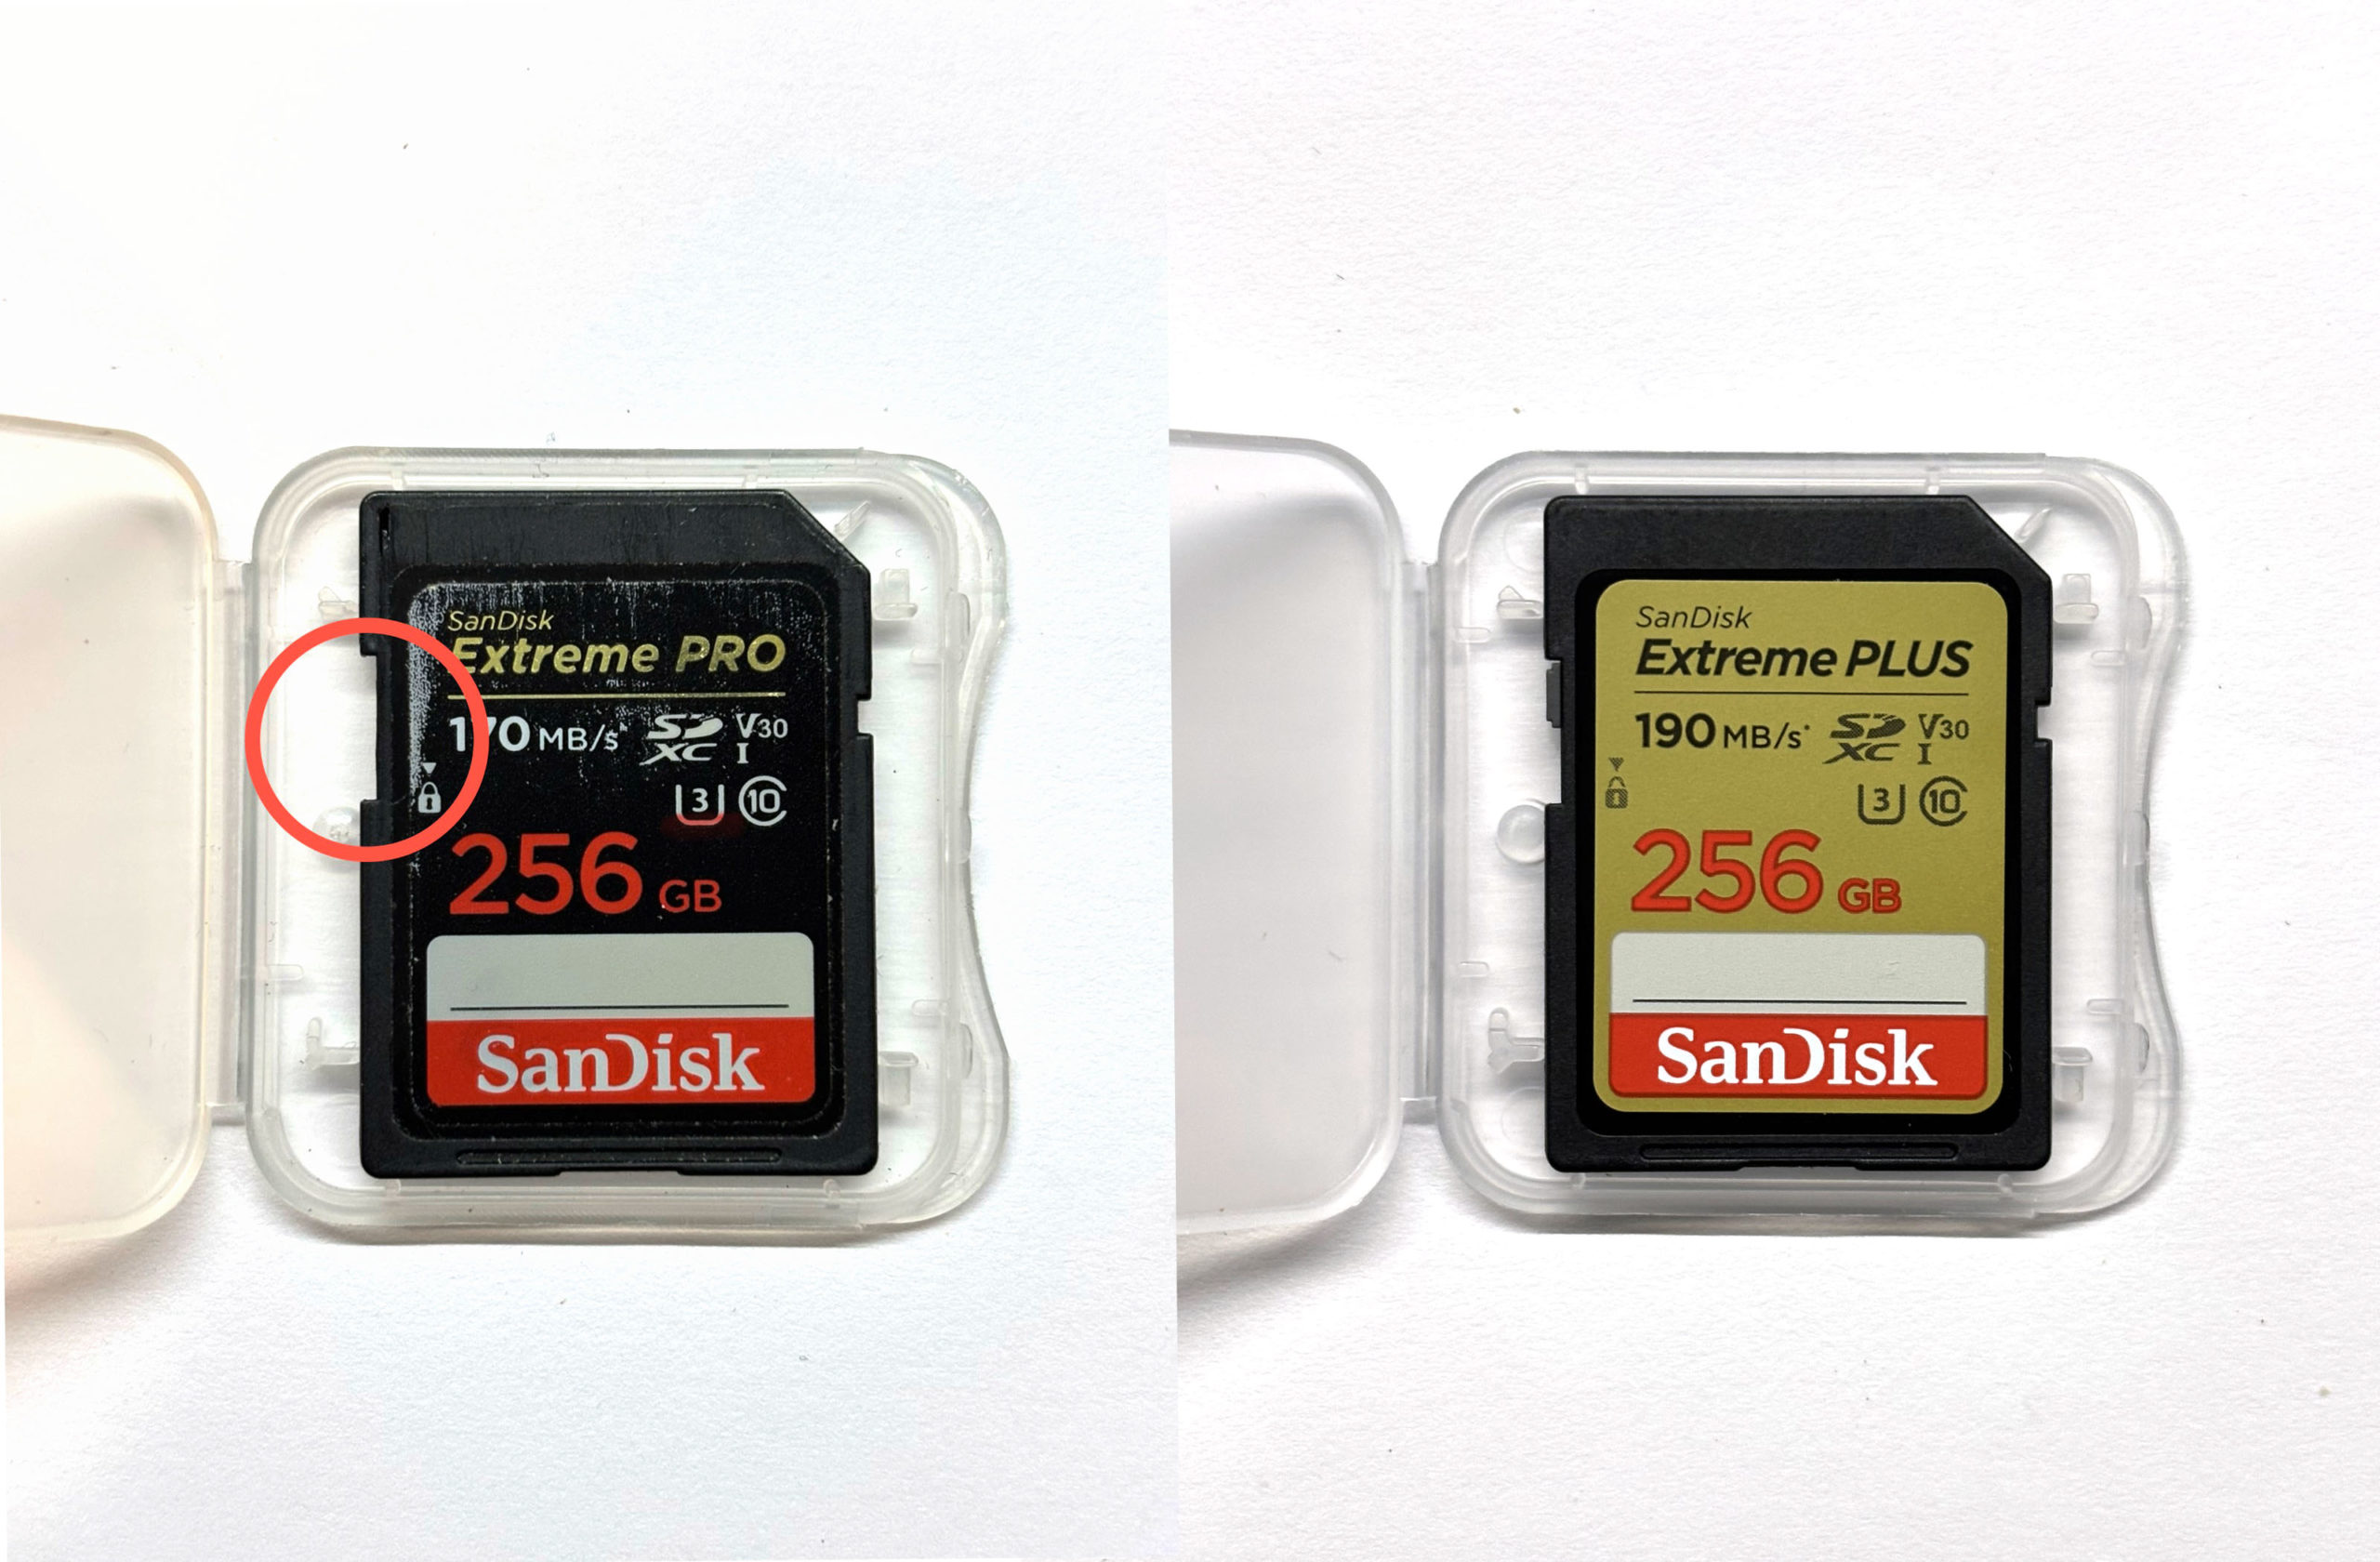 SanDisk
Extreme PRO
170 MB/s*
SD XC
V30
I
3
10
256 GB
SanDisk
SanDisk
Extreme PLUS
190 MB/s*
SD XC
V30
I
3
10
256 GB
SanDisk